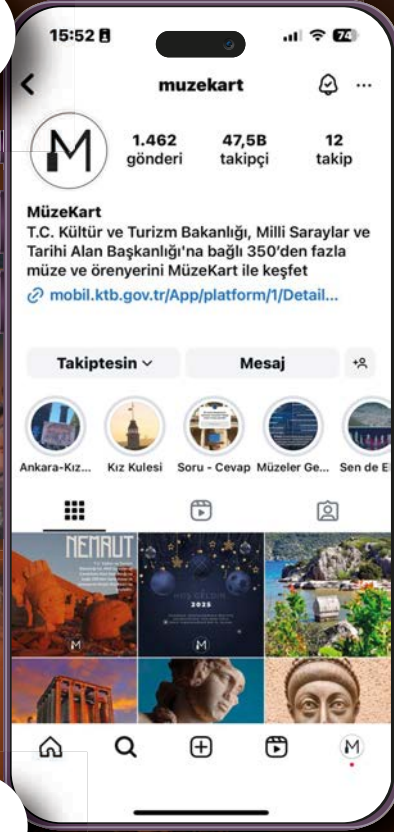 15:52
74
muzekart
M
1.462 47,5B 12
gönderi takipçi takip
MüzeKart
T.C. Kültür ve Turizm Bakanlığı, Milli Saraylar ve
Tarihi Alan Başkanlığı'na bağlı 350'den fazla
müze ve örenyerini MüzeKart ile keşfet
mobil.ktb.gov.tr/App/platform/1/Detail...
Takiptesin Mesaj
Ankara-Kız... Kız Kulesi Soru - Cevap Müzeler Ge... Sen de E
NEMRUT
HOŞ GELDİN
2025
M M
M